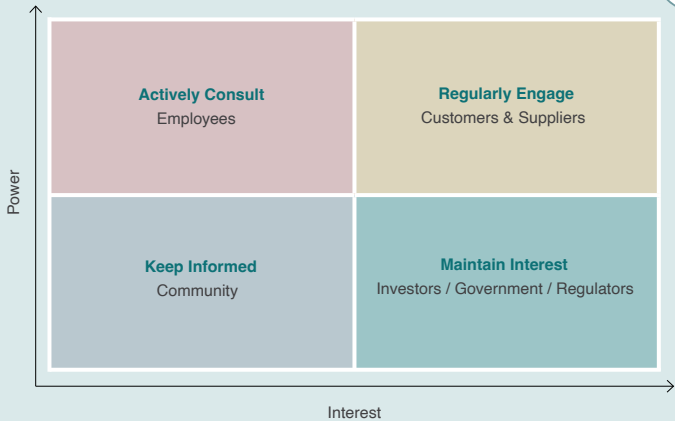 Power
Actively Consult
Employees
Regularly Engage
Customers & Suppliers
Keep Informed
Community
Maintain Interest
Investors / Government / Regulators
Interest